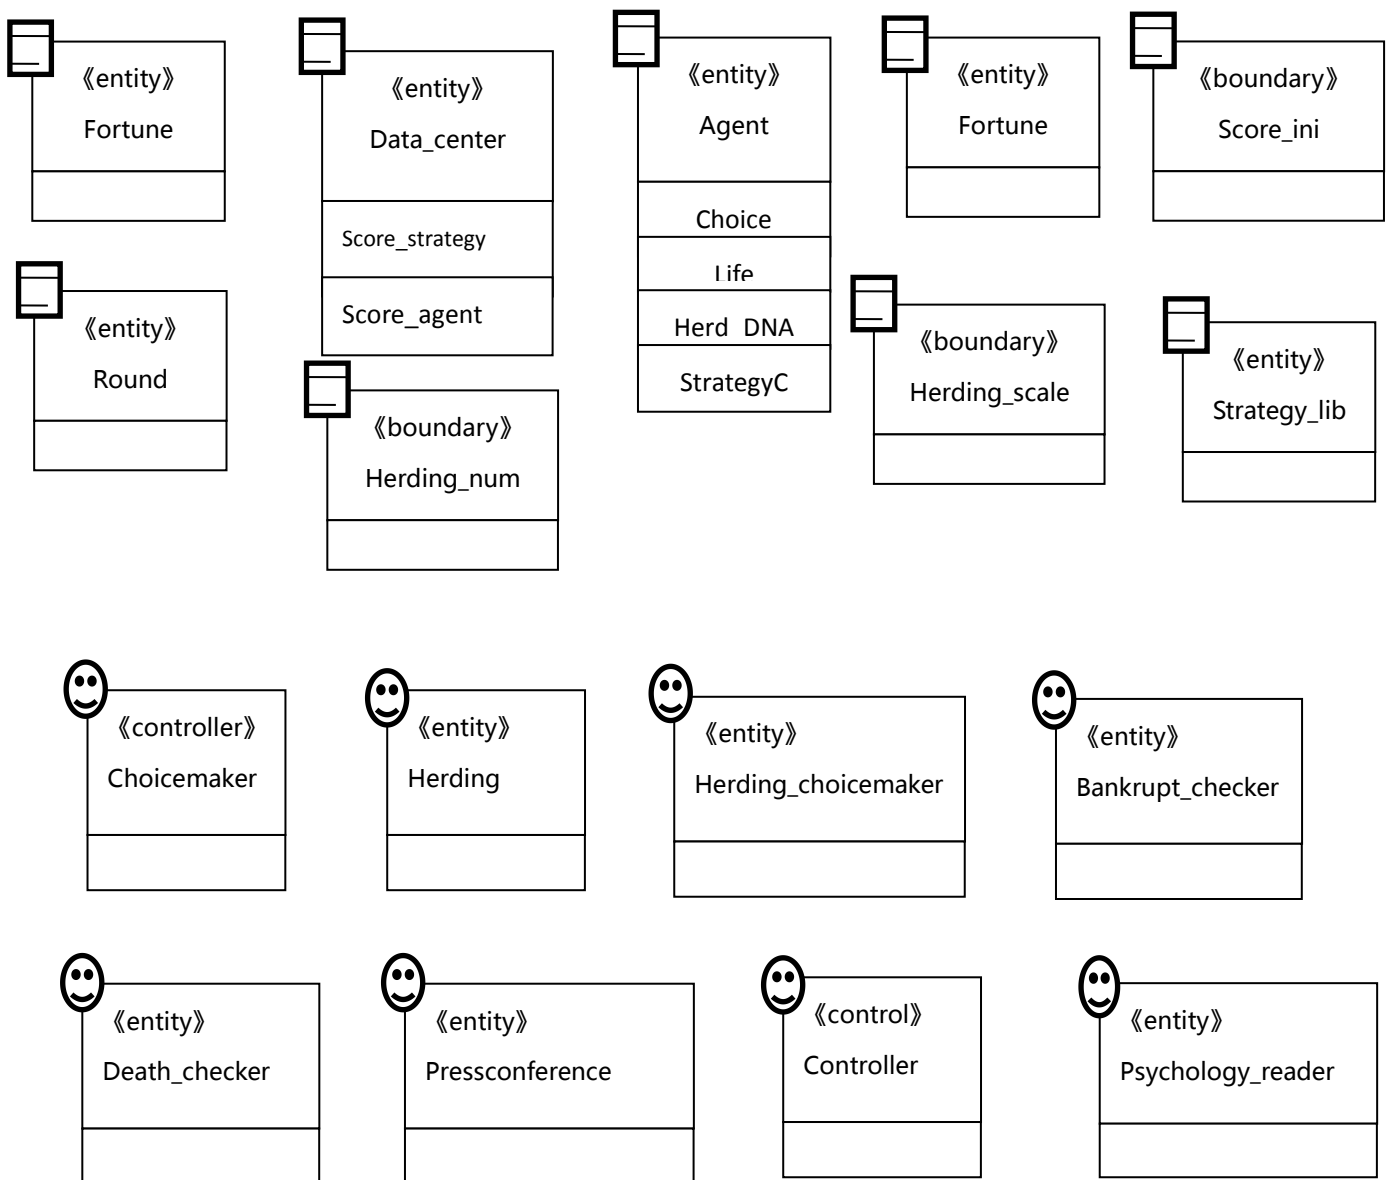 《entity》
Fortune
《entity》
Data_center
Score_strategy
Score_agent
《entity》
Agent
Choice
Life
Herd_DNA
StrategyC
《entity》
Fortune
《boundary》
Score_ini
《entity》
Round
《boundary》
Herding_num
《boundary》
Herding_scale
《entity》
Strategy_lib
《controller》
Choicemaker
《entity》
Herding
《entity》
Herding_choicemaker
《entity》
Bankrupt_checker
《entity》
Death_checker
《entity》
Pressconference
《control》
Controller
《entity》
Psychology_reader